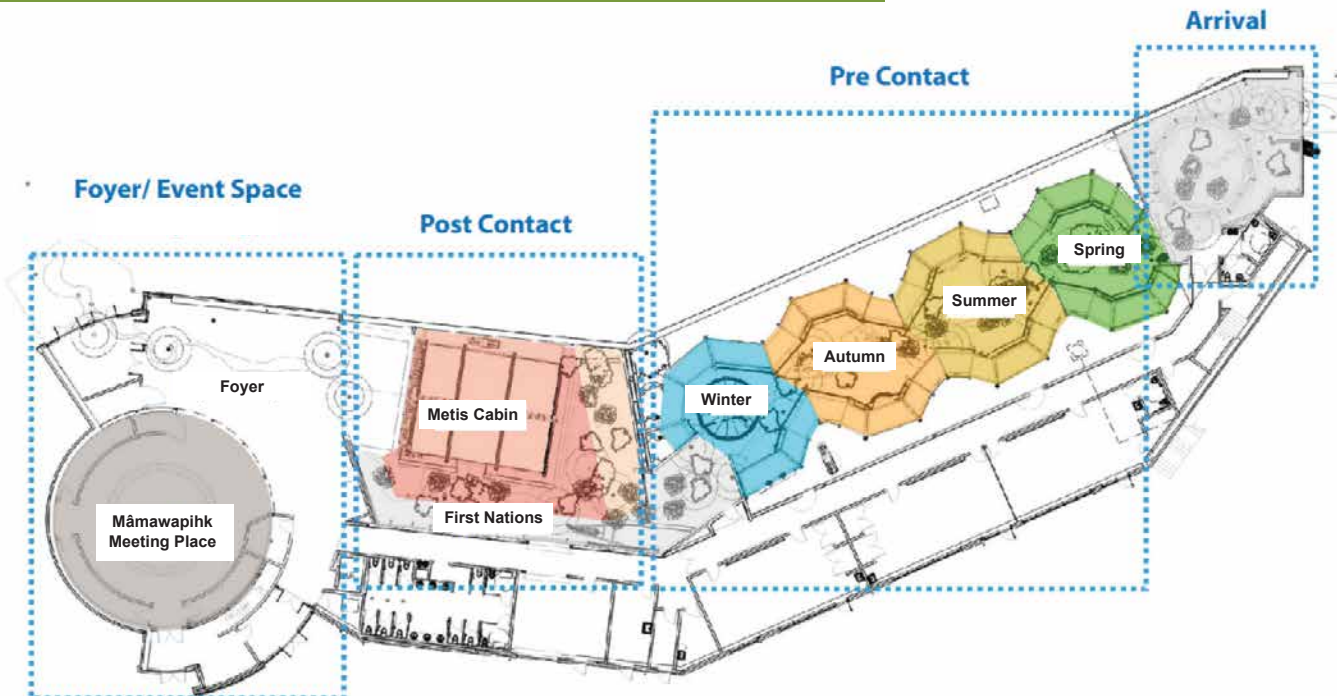 Arrival
Pre Contact
Foyer/ Event Space
Post Contact
Spring
Summer
Autumn
Winter
Foyer
Metis Cabin
First Nations
Mâmawapihk
Meeting Place